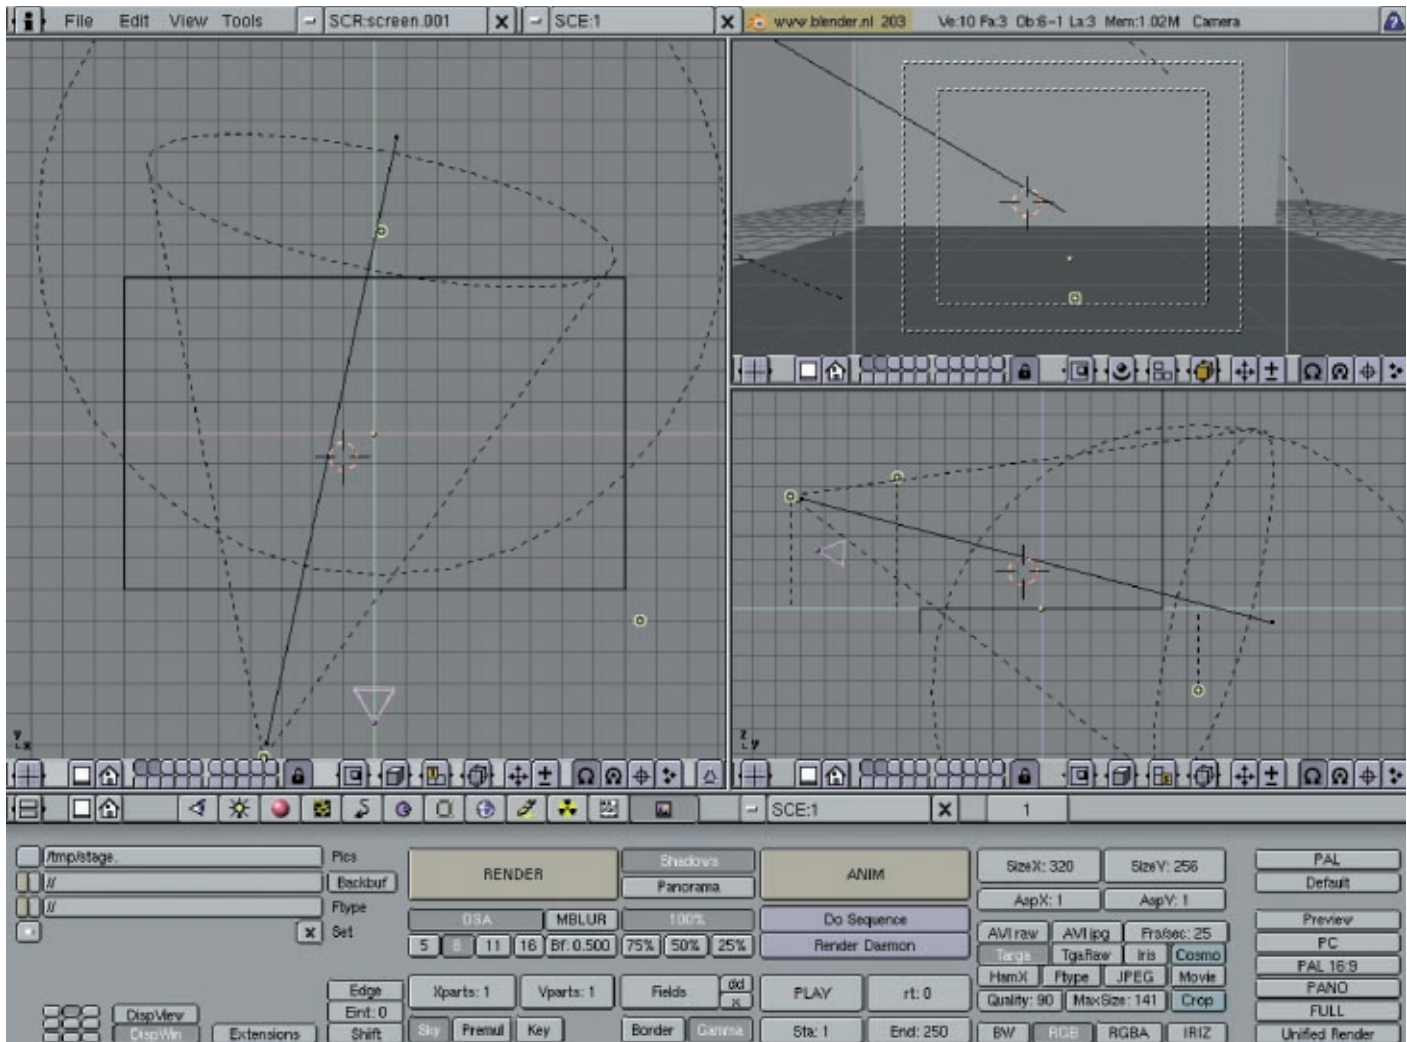 File Edit View Tools SCR:screen.001 SCE:1 www.blender.nl 203 Ve:10 Fa:3 Ob:6-1 La:3 Mem:1.02M Camera
y x
z y
SCE:1 1
/tmp/stage. Pics
// Backbuf
// Ftype
Set
RENDER
Shadows
Panorama
ANIM
SizeX: 320 SizeY: 256
AspX: 1 AspY: 1
PAL
Default
OSA MBLUR 100%
5 8 11 16 Bf: 0.500 75% 50% 25%
Do Sequence
Render Daemon
AVI raw AVI jpg Fra/sec: 25
Targa TgaRaw Iris Cosmo
HamX Ftype JPEG Movie
Quality: 90 MaxSize: 141 Crop
Preview
PC
PAL 16:9
PANO
FULL
Unified Render
DispView
DispWin Extensions
Edge
Eint: 0
Shift
Xparts: 1 Yparts: 1 Fields dd
x
Sky Premul Key Border Gamma
PLAY rt: 0
Sta: 1 End: 250
BW RGB RGBA IRIZ